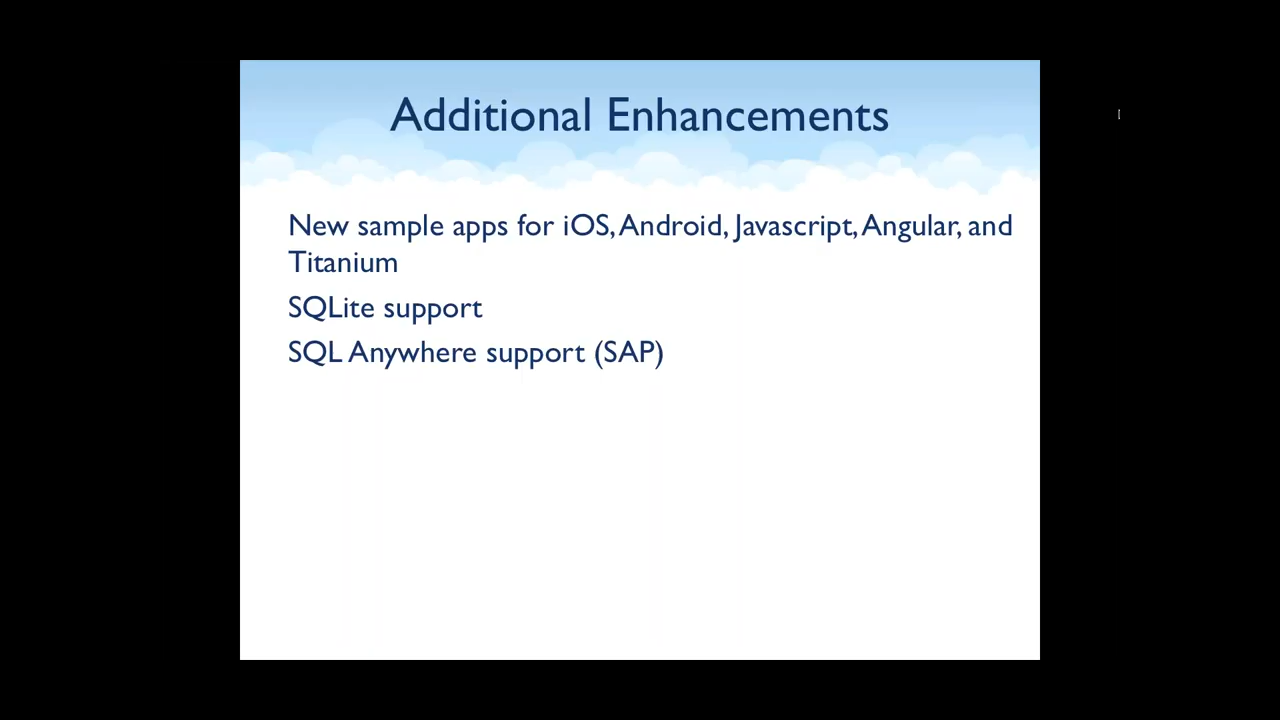 Additional Enhancements
New sample apps for iOS, Android, Javascript, Angular, and
Titanium
SQLite support
SQL Anywhere support (SAP)